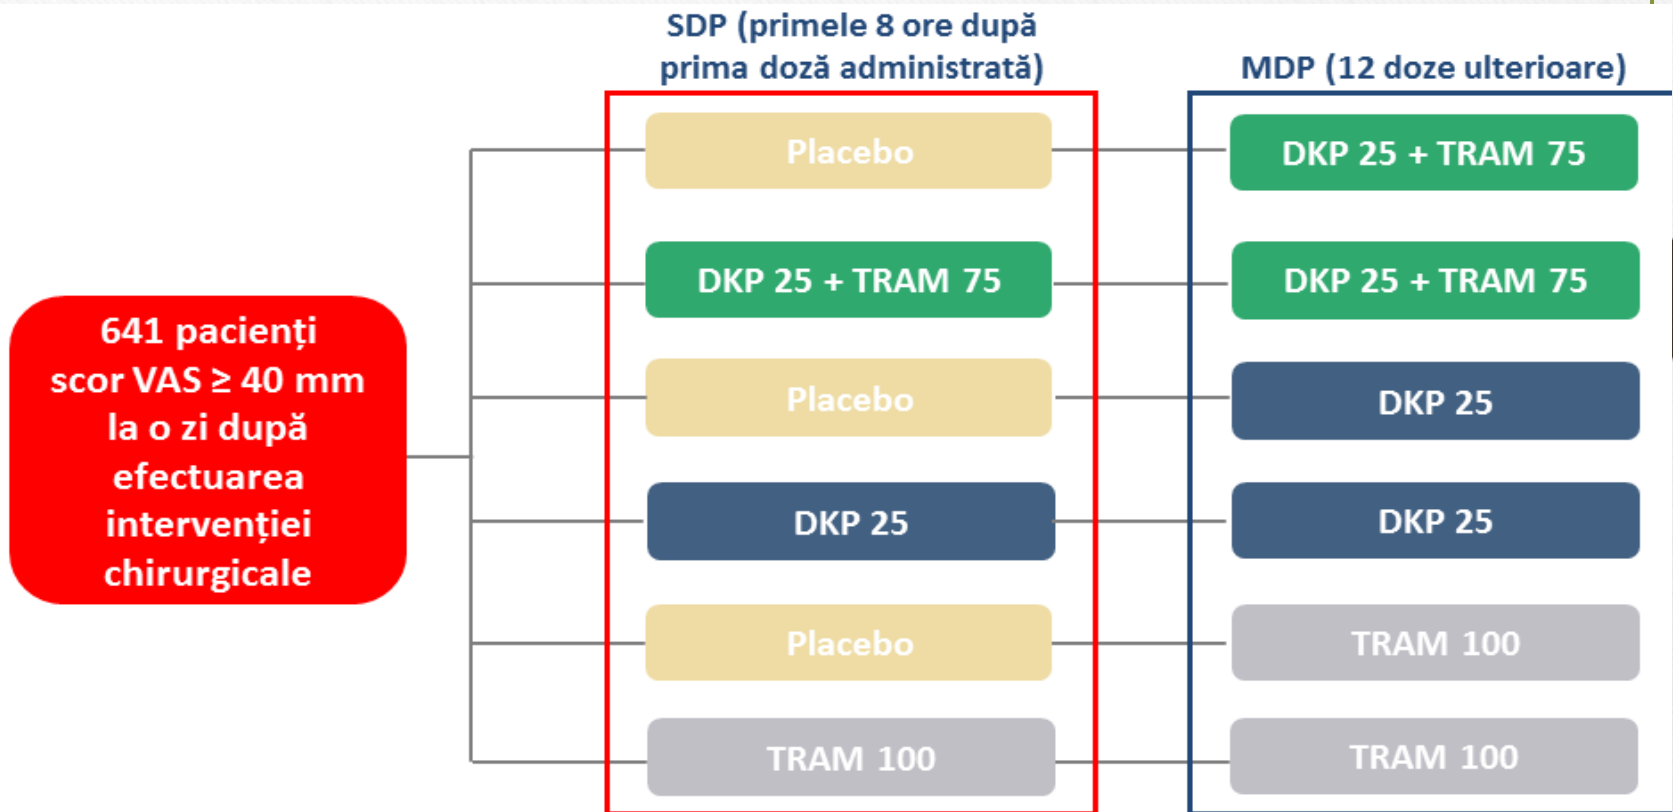 SDP (primele 8 ore după
prima doză administrată)
MDP (12 doze ulterioare)
641 pacienți
scor VAS ≥ 40 mm
la o zi după
efectuarea
intervenției
chirurgicale
Placebo
DKP 25 + TRAM 75
DKP 25 + TRAM 75
DKP 25 + TRAM 75
Placebo
DKP 25
DKP 25
DKP 25
Placebo
TRAM 100
TRAM 100
TRAM 100